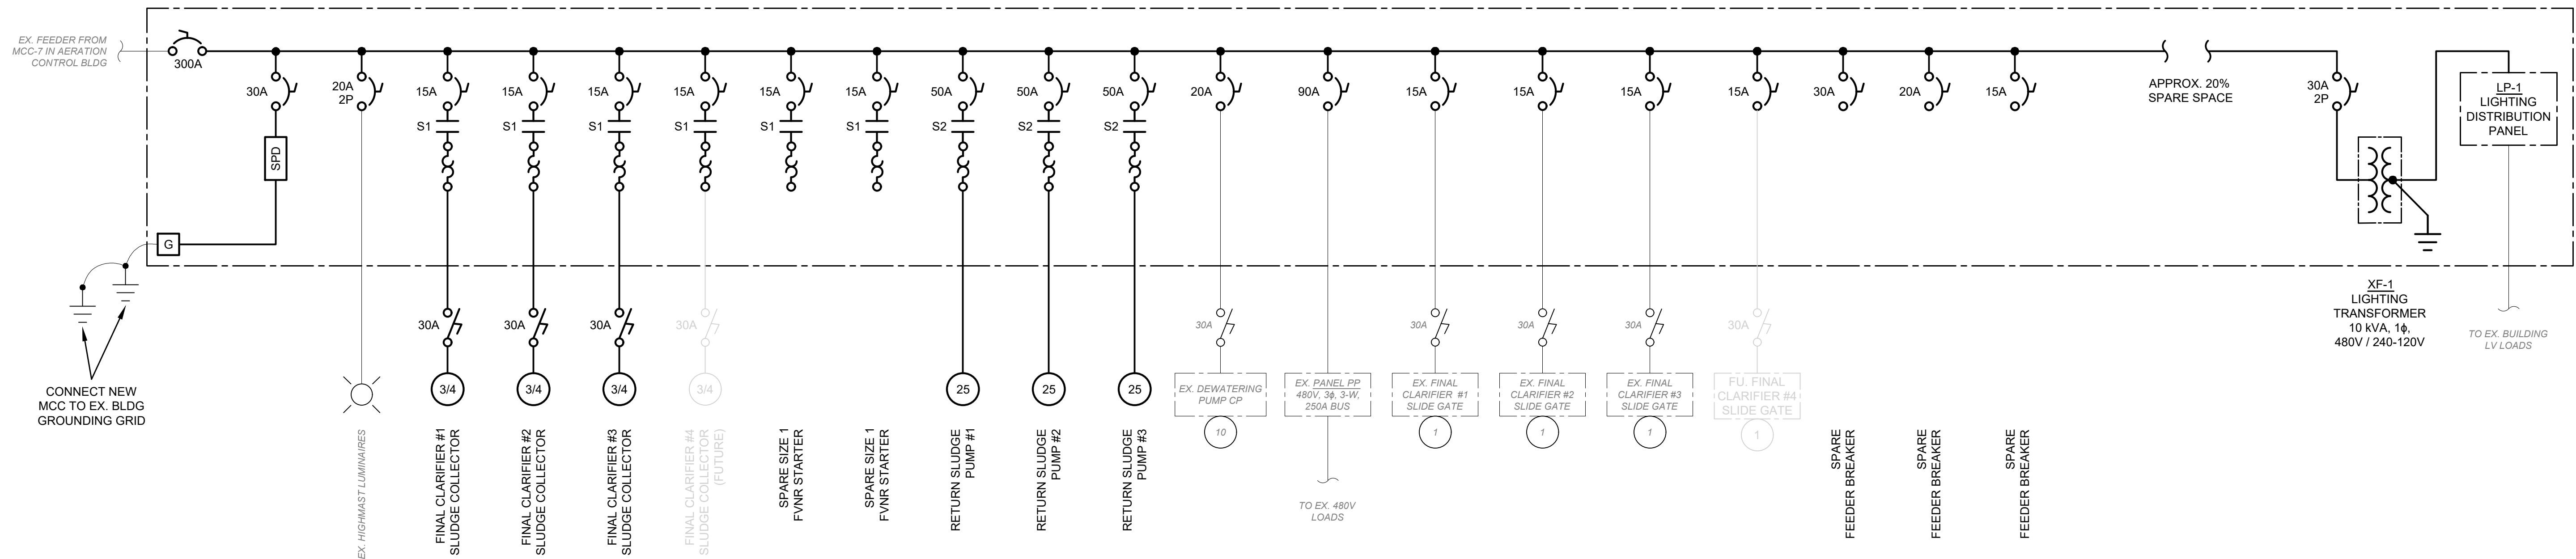 EX. FEEDER FROM
MCC-7 IN AERATION
CONTROL BLDG
300A
30A
SPD
G
CONNECT NEW
MCC TO EX. BLDG
GROUNDING GRID
20A
2P
EX. HIGHMAST LUMINAIRES
15A
S1
30A
3/4
FINAL CLARIFIER #1
SLUDGE COLLECTOR
15A
S1
30A
3/4
FINAL CLARIFIER #2
SLUDGE COLLECTOR
15A
S1
30A
3/4
FINAL CLARIFIER #3
SLUDGE COLLECTOR
15A
S1
30A
3/4
FINAL CLARIFIER #4
SLUDGE COLLECTOR
(FUTURE)
15A
S1
SPARE SIZE 1
FVNR STARTER
15A
S1
SPARE SIZE 1
FVNR STARTER
50A
S2
25
RETURN SLUDGE
PUMP #1
50A
S2
25
RETURN SLUDGE
PUMP #2
50A
S2
25
RETURN SLUDGE
PUMP #3
20A
30A
EX. DEWATERING
PUMP CP
10
90A
EX. PANEL PP
480V, 3ϕ, 3-W,
250A BUS
TO EX. 480V
LOADS
15A
30A
EX. FINAL
CLARIFIER #1
SLIDE GATE
1
15A
30A
EX. FINAL
CLARIFIER #2
SLIDE GATE
1
15A
30A
EX. FINAL
CLARIFIER #3
SLIDE GATE
1
15A
30A
FU. FINAL
CLARIFIER #4
SLIDE GATE
1
30A
SPARE
FEEDER BREAKER
20A
SPARE
FEEDER BREAKER
15A
SPARE
FEEDER BREAKER
APPROX. 20%
SPARE SPACE
30A
2P
XF-1
LIGHTING
TRANSFORMER
10 kVA, 1ϕ,
480V / 240-120V
LP-1
LIGHTING
DISTRIBUTION
PANEL
TO EX. BUILDING
LV LOADS